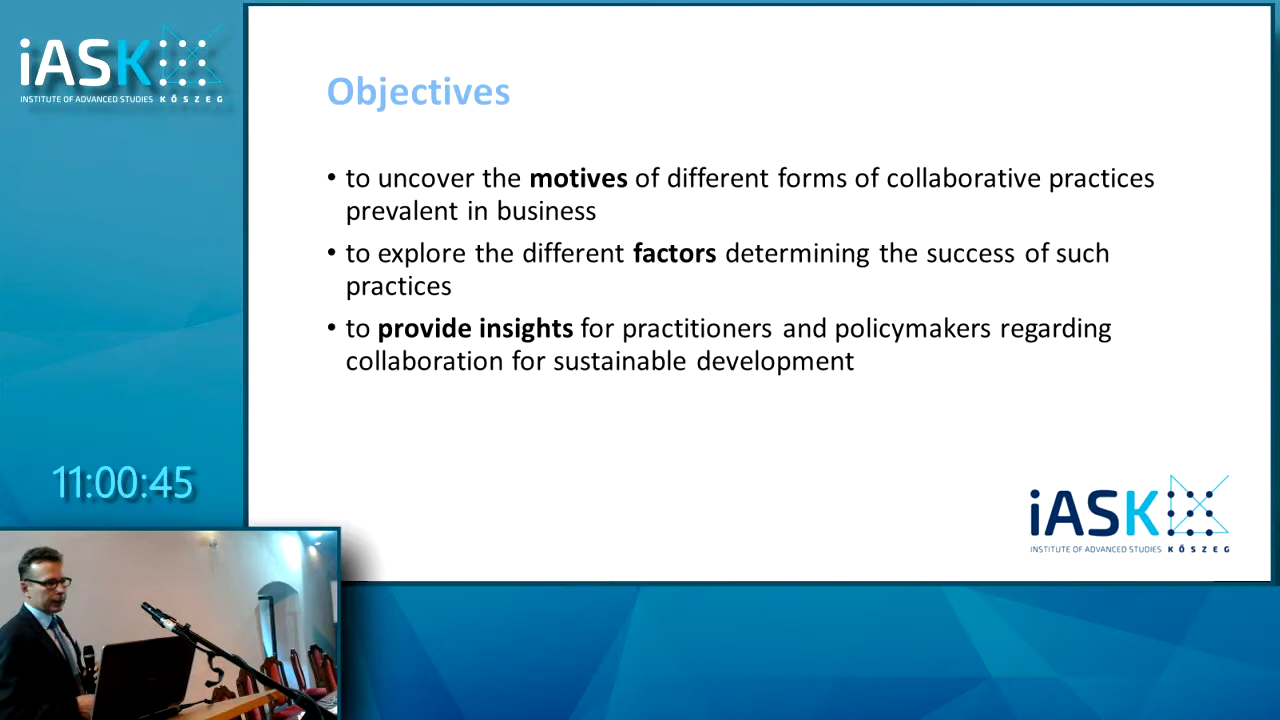 iASK
INSTITUTE OF ADVANCED STUDIES KŐSZEG
Objectives
• to uncover the motives of different forms of collaborative practices
prevalent in business
• to explore the different factors determining the success of such
practices
• to provide insights for practitioners and policymakers regarding
collaboration for sustainable development
11:00:45
iASK
INSTITUTE OF ADVANCED STUDIES KŐSZEG